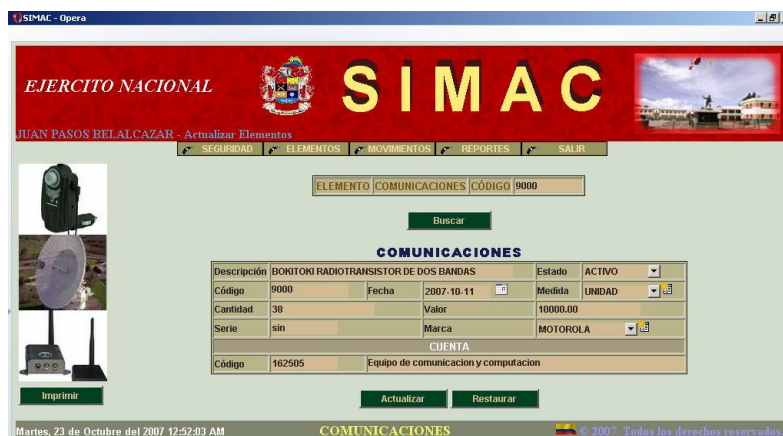 SIMAC - Opera
EJERCITO NACIONAL
SIMAC
JUAN PASOS BELALCAZAR - Actualizar Elementos
SEGURIDAD ELEMENTOS MOVIMIENTOS REPORTES SALIR
ELEMENTO COMUNICACIONES CÓDIGO 9000
Buscar
COMUNICACIONES
Descripción BOKITOKI RADIOTRANSISTOR DE DOS BANDAS Estado ACTIVO
Código 9000 Fecha 2007-10-11 Medida UNIDAD
Cantidad 38 Valor 10000.00
Serie sin Marca MOTOROLA
CUENTA
Código 162505 Equipo de comunicacion y computacion
Imprimir
Actualizar Restaurar
Martes, 23 de Octubre del 2007 12:52:03 AM COMUNICACIONES © 2007 Todos los derechos reservados